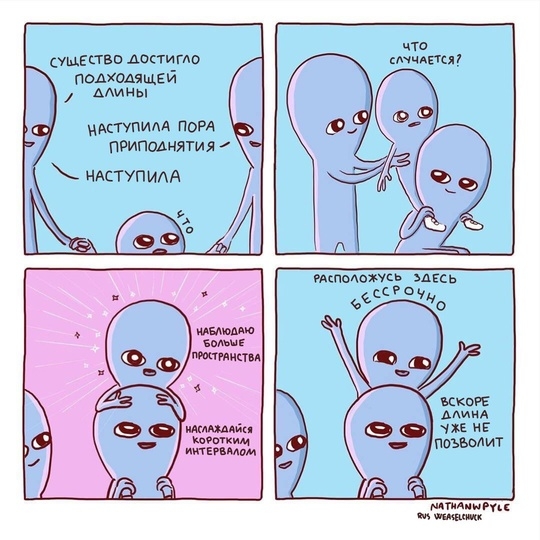 СУЩЕСТВО ДОСТИГЛО
ПОДХОДЯЩЕЙ
ДЛИНЫ
НАСТУПИЛА ПОРА
ПРИПОДНЯТИЯ
НАСТУПИЛА
ЧТО
ЧТО
СЛУЧАЕТСЯ?
НАБЛЮДАЮ
БОЛЬШЕ
ПРОСТРАНСТВА
НАСЛАЖДАЙСЯ
КОРОТКИМ
ИНТЕРВАЛОМ
РАСПОЛОЖУСЬ ЗДЕСЬ
БЕССРОЧНО
ВСКОРЕ
ДЛИНА
УЖЕ НЕ
ПОЗВОЛИТ
NATHANWPYLE
RUS WEASELCHUCK